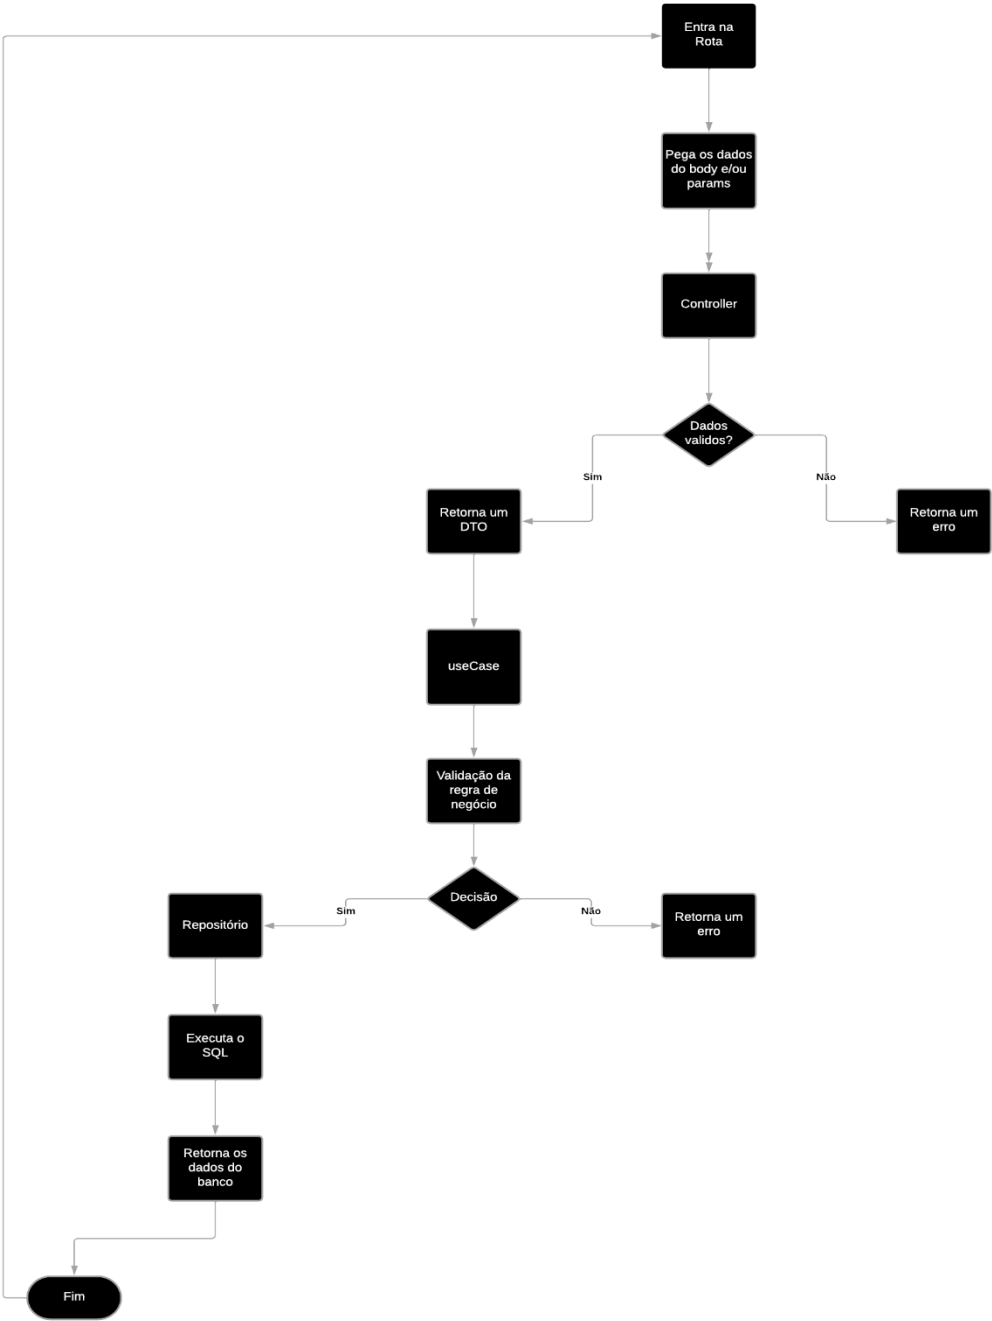 Entra na
Rota
Pega os dados
do body e/ou
params
Controller
Dados
validos?
Sim
Não
Retorna um
DTO
Retorna um
erro
useCase
Validação da
regra de
negócio
Decisão
Sim
Não
Repositório
Retorna um
erro
Executa o
SQL
Retorna os
dados do
banco
Fim